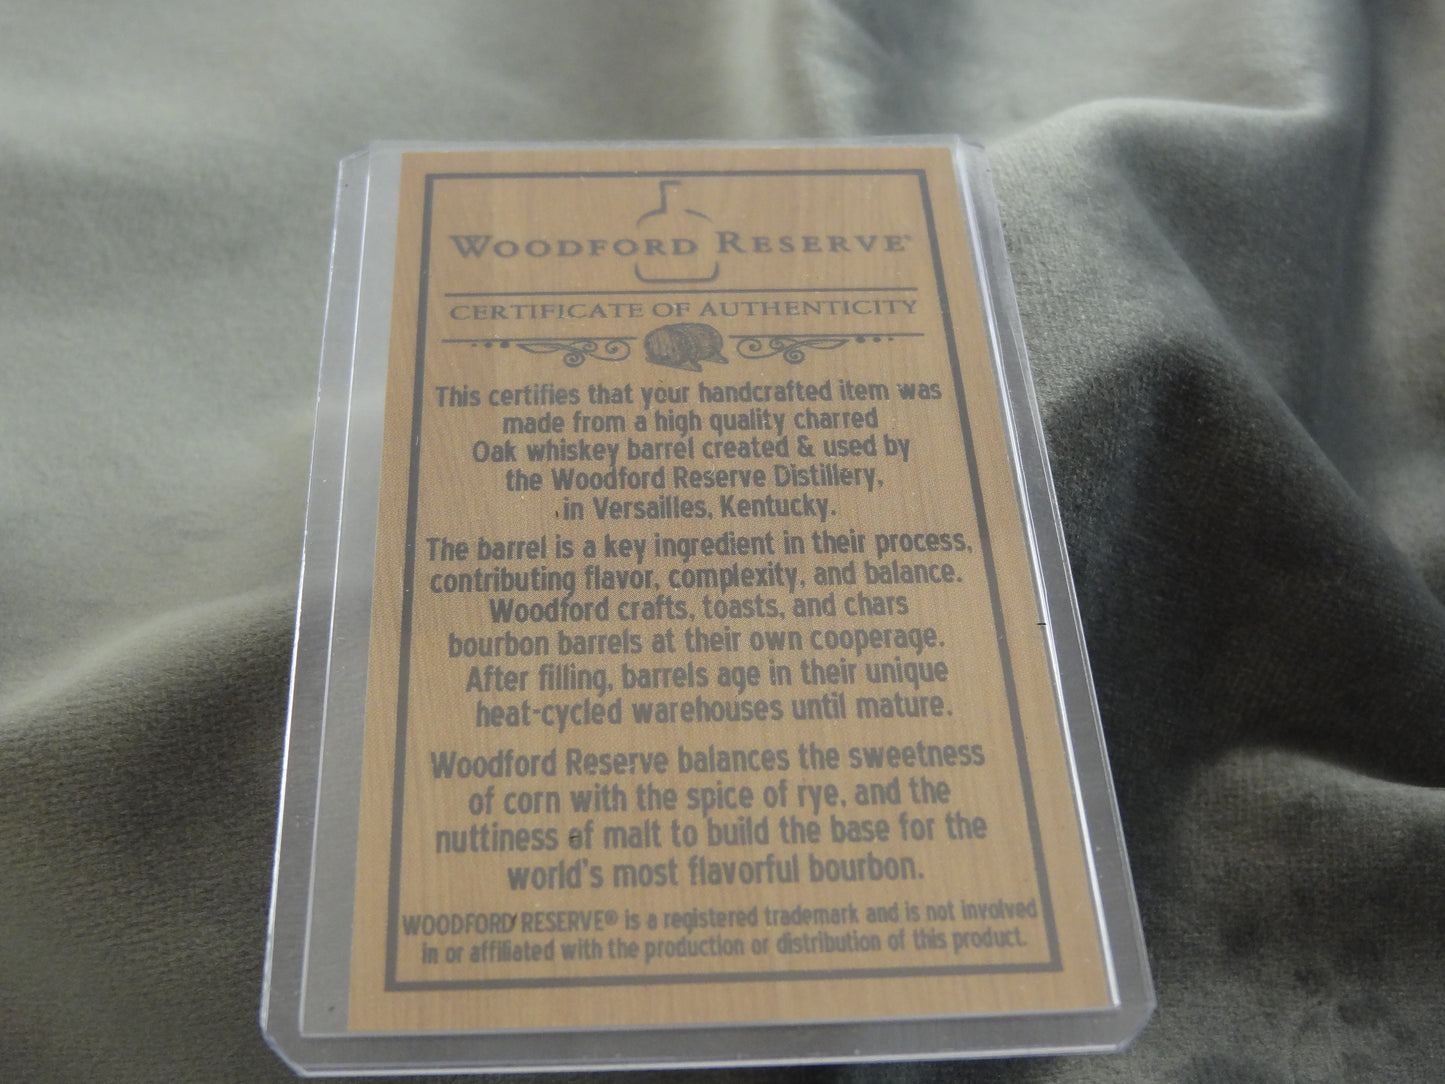 WOODFORD RESERVE®
CERTIFICATE OF AUTHENTICITY
This certifies that your handcrafted item was
made from a high quality charred
Oak whiskey barrel created & used by
the Woodford Reserve Distillery,
in Versailles, Kentucky.
The barrel is a key ingredient in their process,
contributing flavor, complexity, and balance.
Woodford crafts, toasts, and chars
bourbon barrels at their own cooperage.
After filling, barrels age in their unique
heat-cycled warehouses until mature.
Woodford Reserve balances the sweetness
of corn with the spice of rye, and the
nuttiness of malt to build the base for the
world's most flavorful bourbon.
WOODFORD RESERVE® is a registered trademark and is not involved
in or affiliated with the production or distribution of this product.